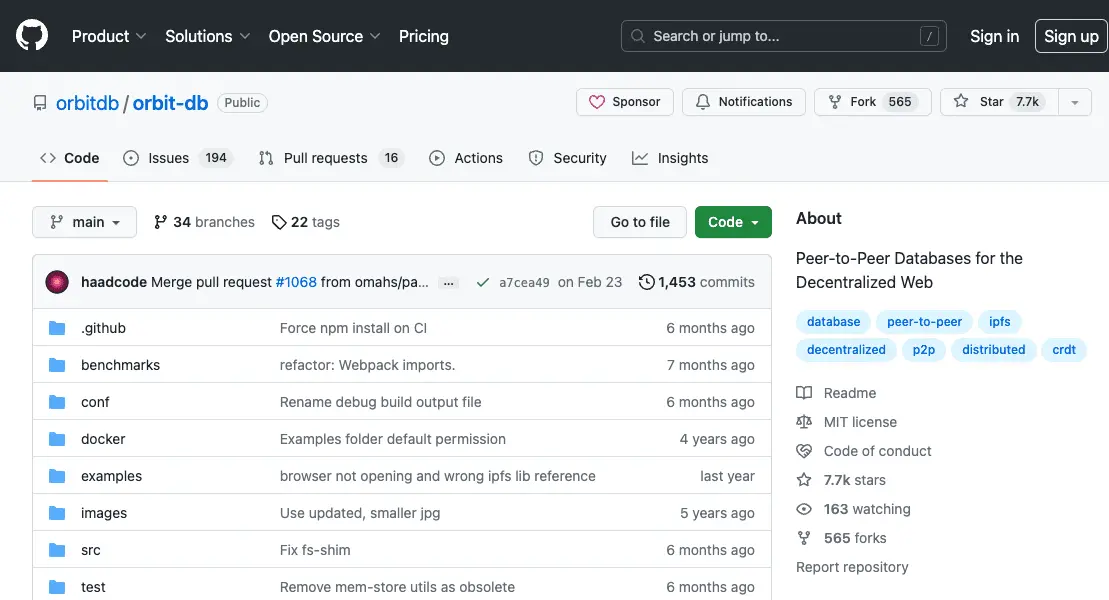 Product Solutions Open Source Pricing Search or jump to... / Sign in Sign up
orbitdb / orbit-db Public Sponsor Notifications Fork 565 Star 7.7k
Code Issues 194 Pull requests 16 Actions Security Insights
main 34 branches 22 tags Go to file Code
haadcode Merge pull request #1068 from omahs/pa... ... a7cea49 on Feb 23 1,453 commits
.github Force npm install on CI 6 months ago
benchmarks refactor: Webpack imports. 7 months ago
conf Rename debug build output file 6 months ago
docker Examples folder default permission 4 years ago
examples browser not opening and wrong ipfs lib reference last year
images Use updated, smaller jpg 5 years ago
src Fix fs-shim 6 months ago
test Remove mem-store utils as obsolete 6 months ago
About
Peer-to-Peer Databases for the
Decentralized Web
database peer-to-peer ipfs
decentralized p2p distributed crdt
Readme
MIT license
Code of conduct
7.7k stars
163 watching
565 forks
Report repository